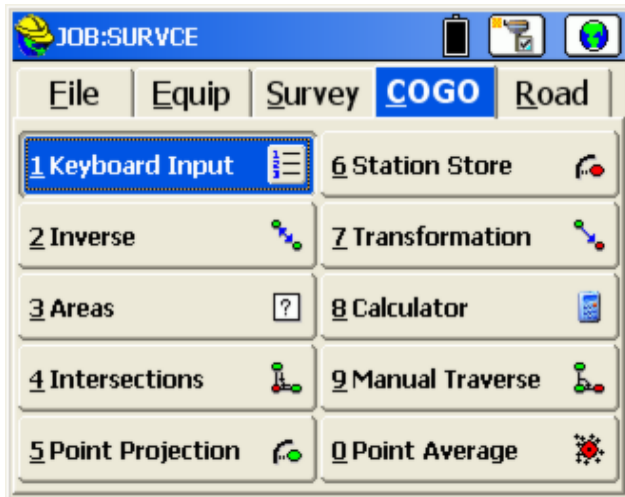 JOB:SURVCE
File Equip Survey COGO Road
1 Keyboard Input
6 Station Store
2 Inverse
7 Transformation
3 Areas
?
8 Calculator
4 Intersections
9 Manual Traverse
5 Point Projection
0 Point Average